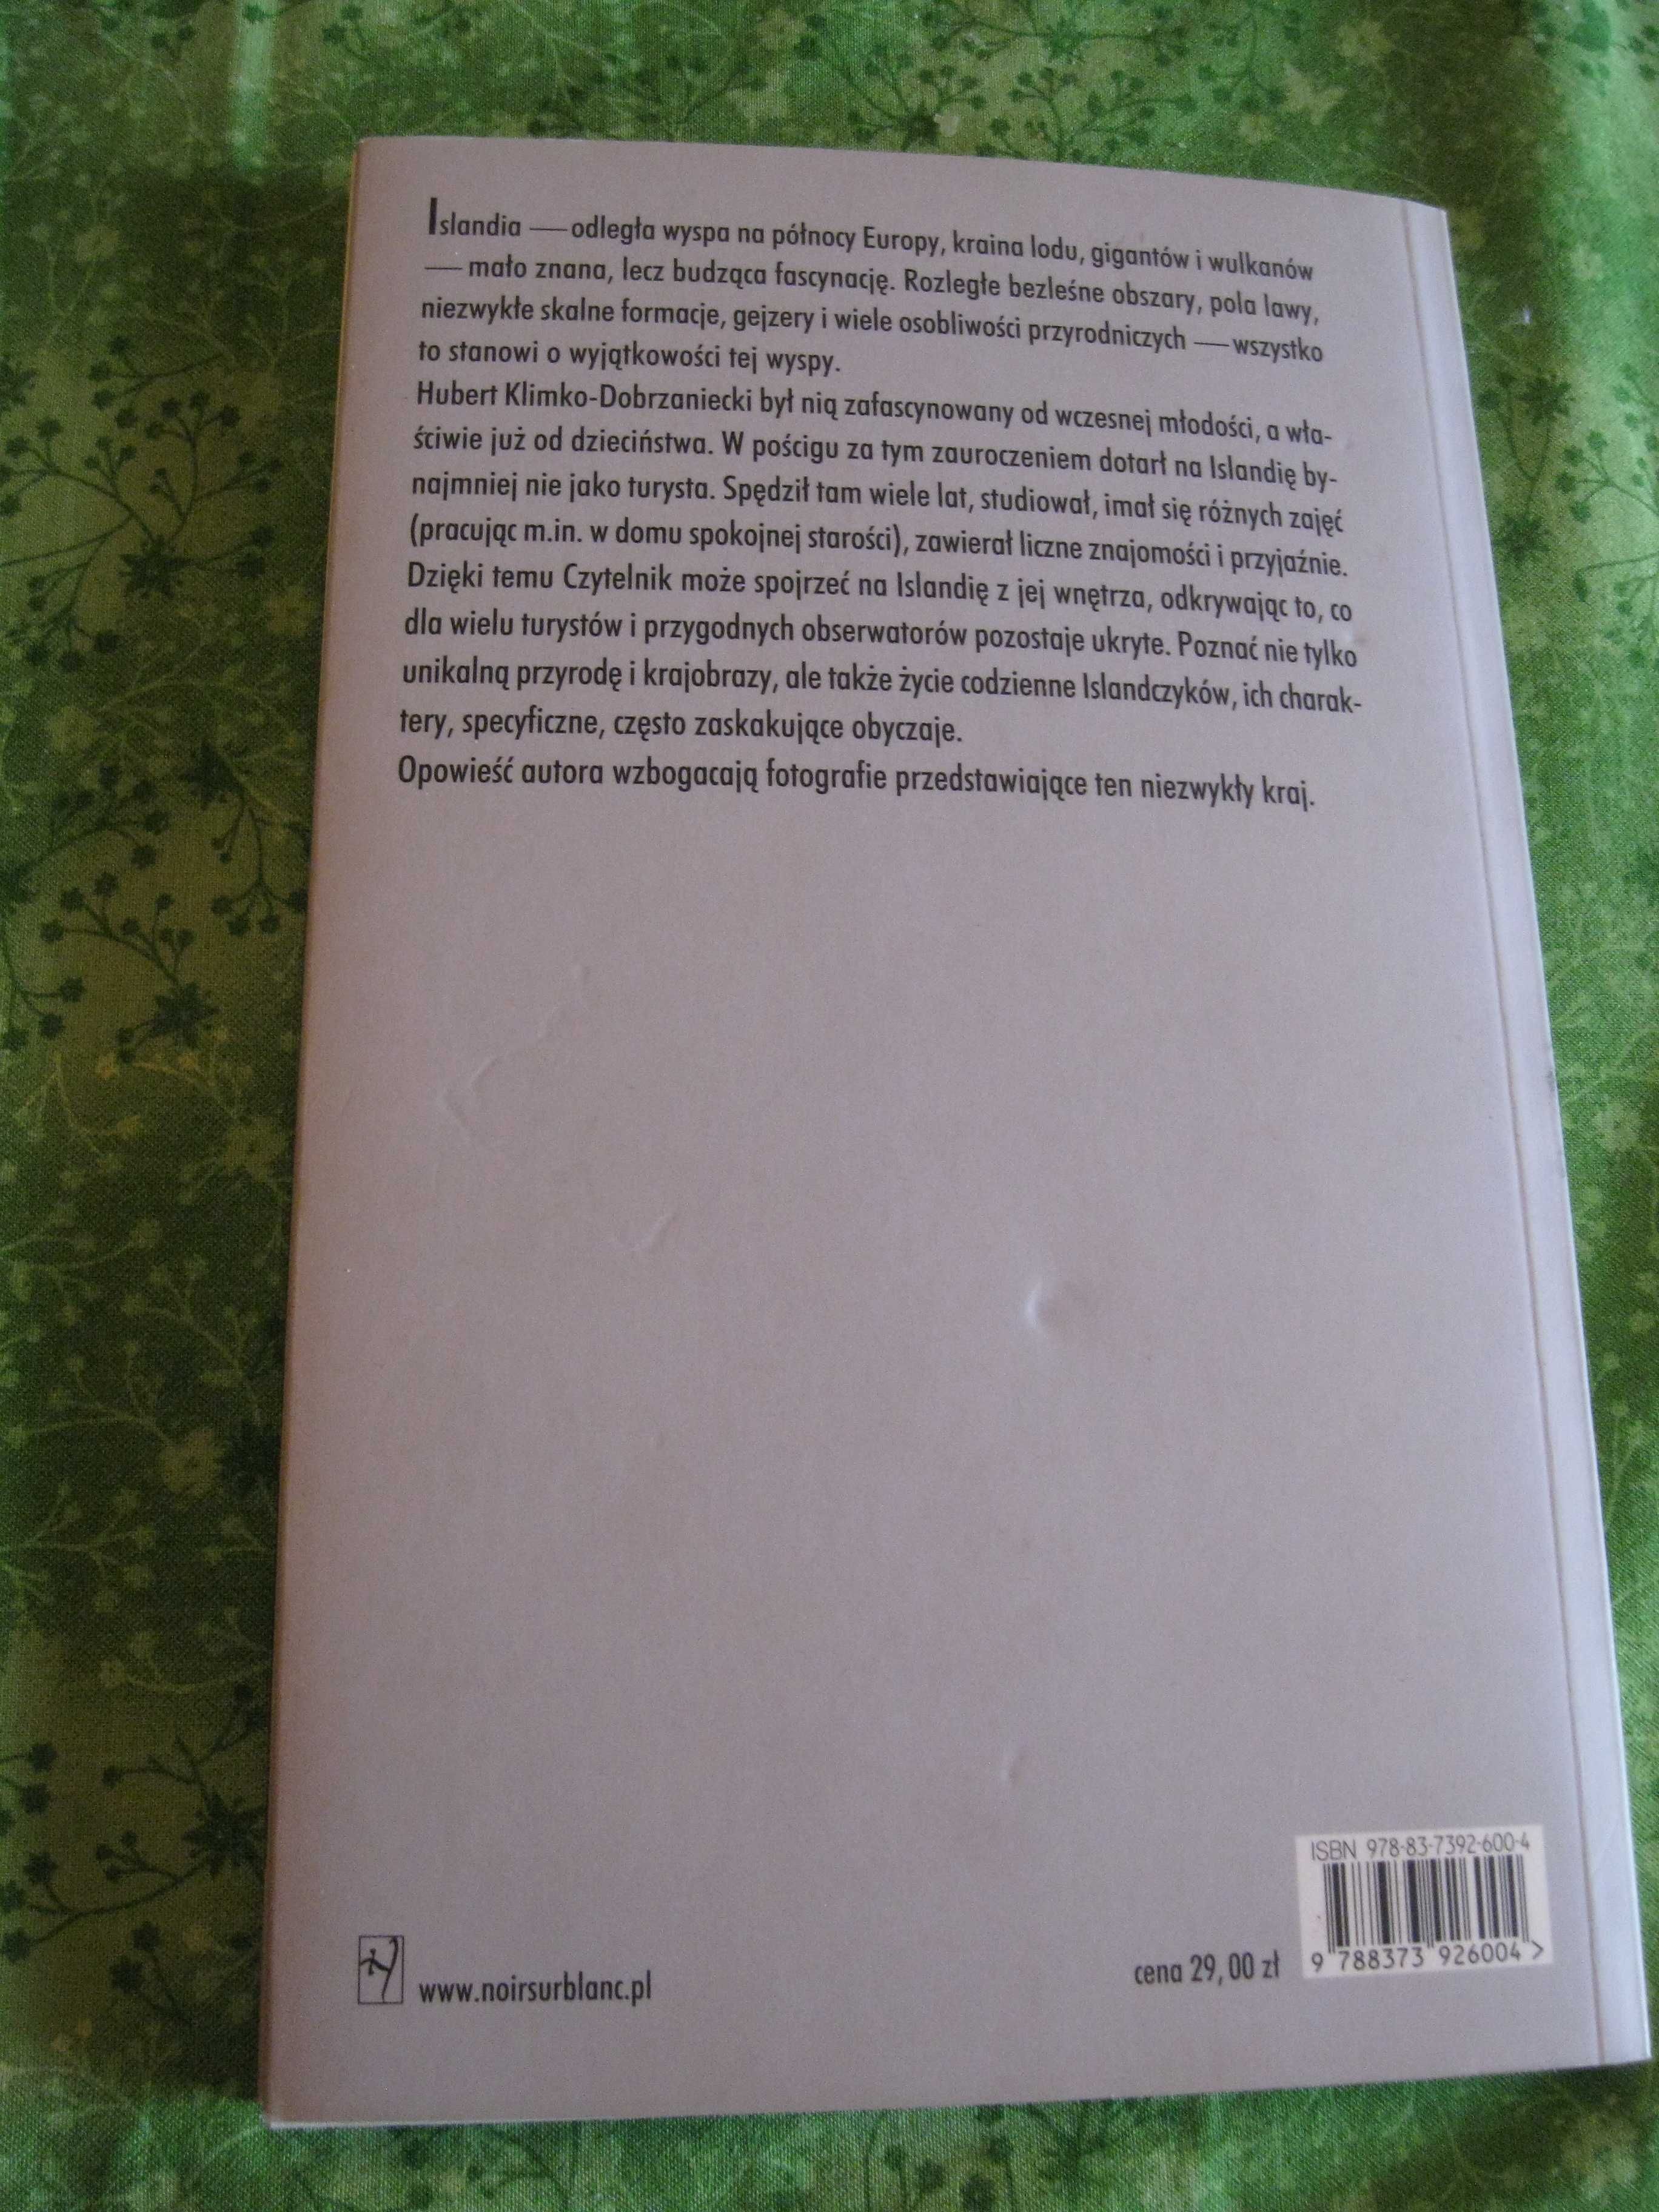 Islandia — odległa wyspa na północy Europy, kraina lodu, gigantów i wulkanów
— mało znana, lecz budząca fascynację. Rozległe bezleśne obszary, pola lawy,
niezwykłe skalne formacje, gejzery i wiele osobliwości przyrodniczych — wszystko
to stanowi o wyjątkowości tej wyspy.
Hubert Klimko-Dobrzaniecki był nią zafascynowany od wczesnej młodości, a wła-
ściwie już od dzieciństwa. W pościgu za tym zauroczeniem dotarł na Islandię by-
najmniej nie jako turysta. Spędził tam wiele lat, studiował, imał się różnych zajęć
(pracując m.in. w domu spokojnej starości), zawierał liczne znajomości i przyjaźnie.
Dzięki temu Czytelnik może spojrzeć na Islandię z jej wnętrza, odkrywając to, co
dla wielu turystów i przygodnych obserwatorów pozostaje ukryte. Poznać nie tylko
unikalną przyrodę i krajobrazy, ale także życie codzienne Islandczyków, ich charak-
tery, specyficzne, często zaskakujące obyczaje.
Opowieść autora wzbogacają fotografie przedstawiające ten niezwykły kraj.
ISBN 978-83-7392-600-4
9 788373 926004 >
cena 29,00 zł
www.noirsurblanc.pl